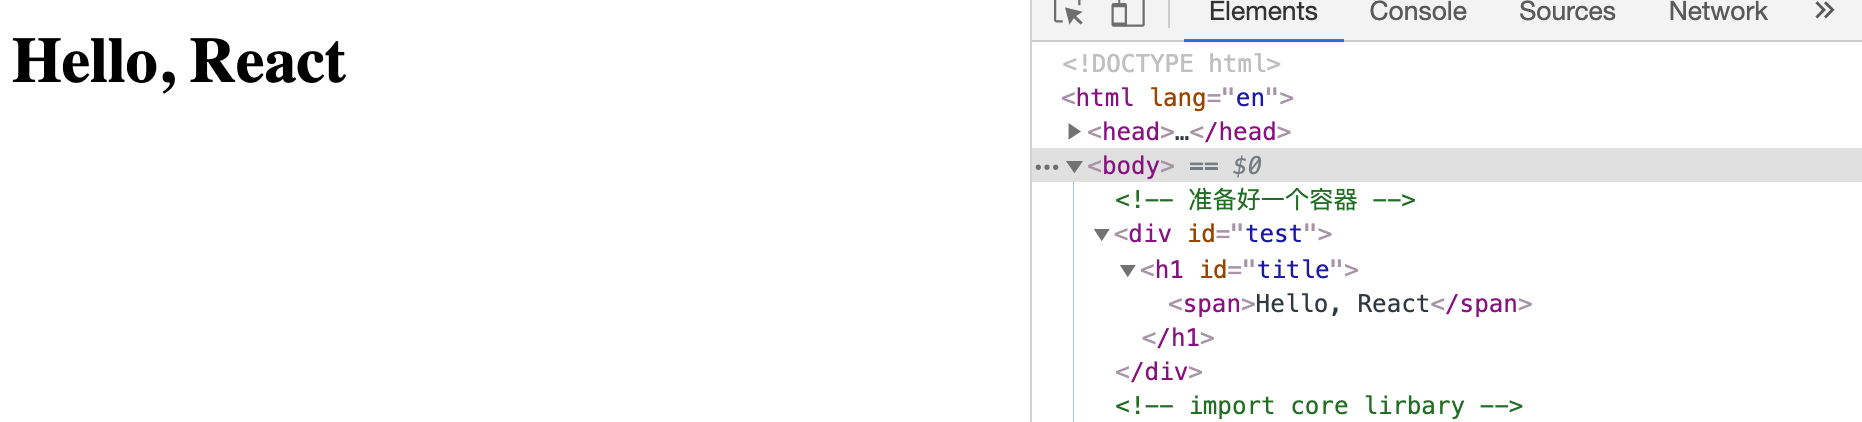 Hello, React
Elements Console Sources Network »
<!DOCTYPE html>
<html lang="en">
<head>…</head>
<body> == $0
<!-- 准备好一个容器 -->
<div id="test">
<h1 id="title">
<span>Hello, React</span>
</h1>
</div>
<!-- import core lirbary -->